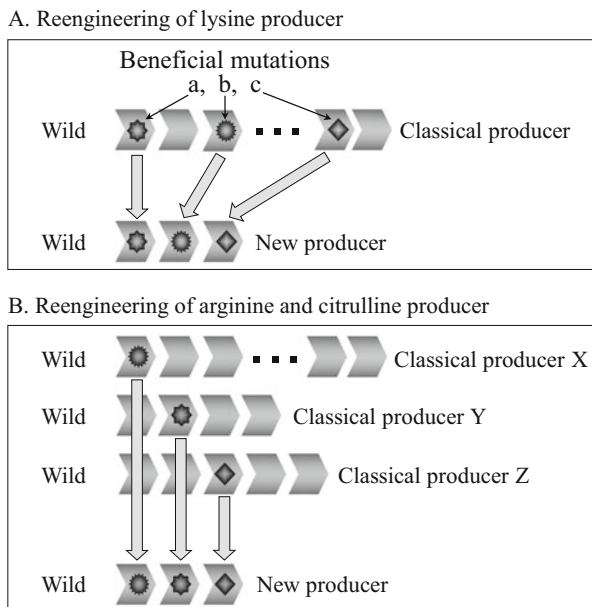 A. Reengineering of lysine producer
Beneficial mutations
a, b, c
Wild Classical producer
Wild New producer
B. Reengineering of arginine and citrulline producer
Wild Classical producer X
Wild Classical producer Y
Wild Classical producer Z
Wild New producer